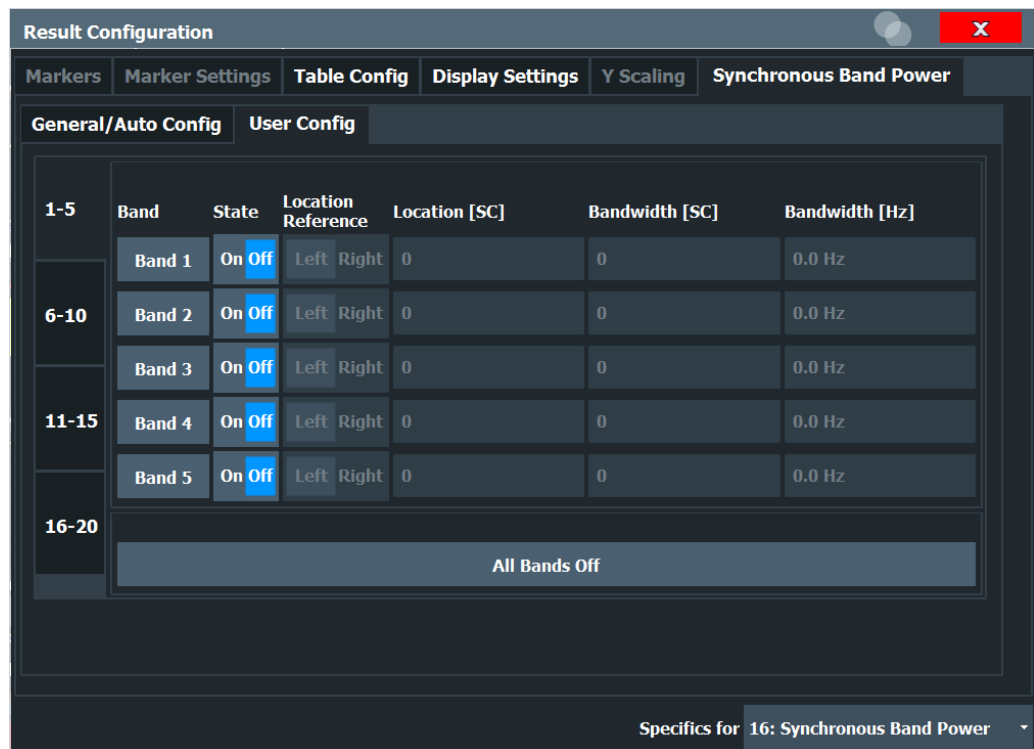 Result Configuration X
Markers Marker Settings Table Config Display Settings Y Scaling Synchronous Band Power
General/Auto Config User Config
1-5
6-10
11-15
16-20
Band State Location Reference Location [SC] Bandwidth [SC] Bandwidth [Hz]
Band 1 On Off Left Right 0 0 0.0 Hz
Band 2 On Off Left Right 0 0 0.0 Hz
Band 3 On Off Left Right 0 0 0.0 Hz
Band 4 On Off Left Right 0 0 0.0 Hz
Band 5 On Off Left Right 0 0 0.0 Hz
All Bands Off
Specifics for 16: Synchronous Band Power